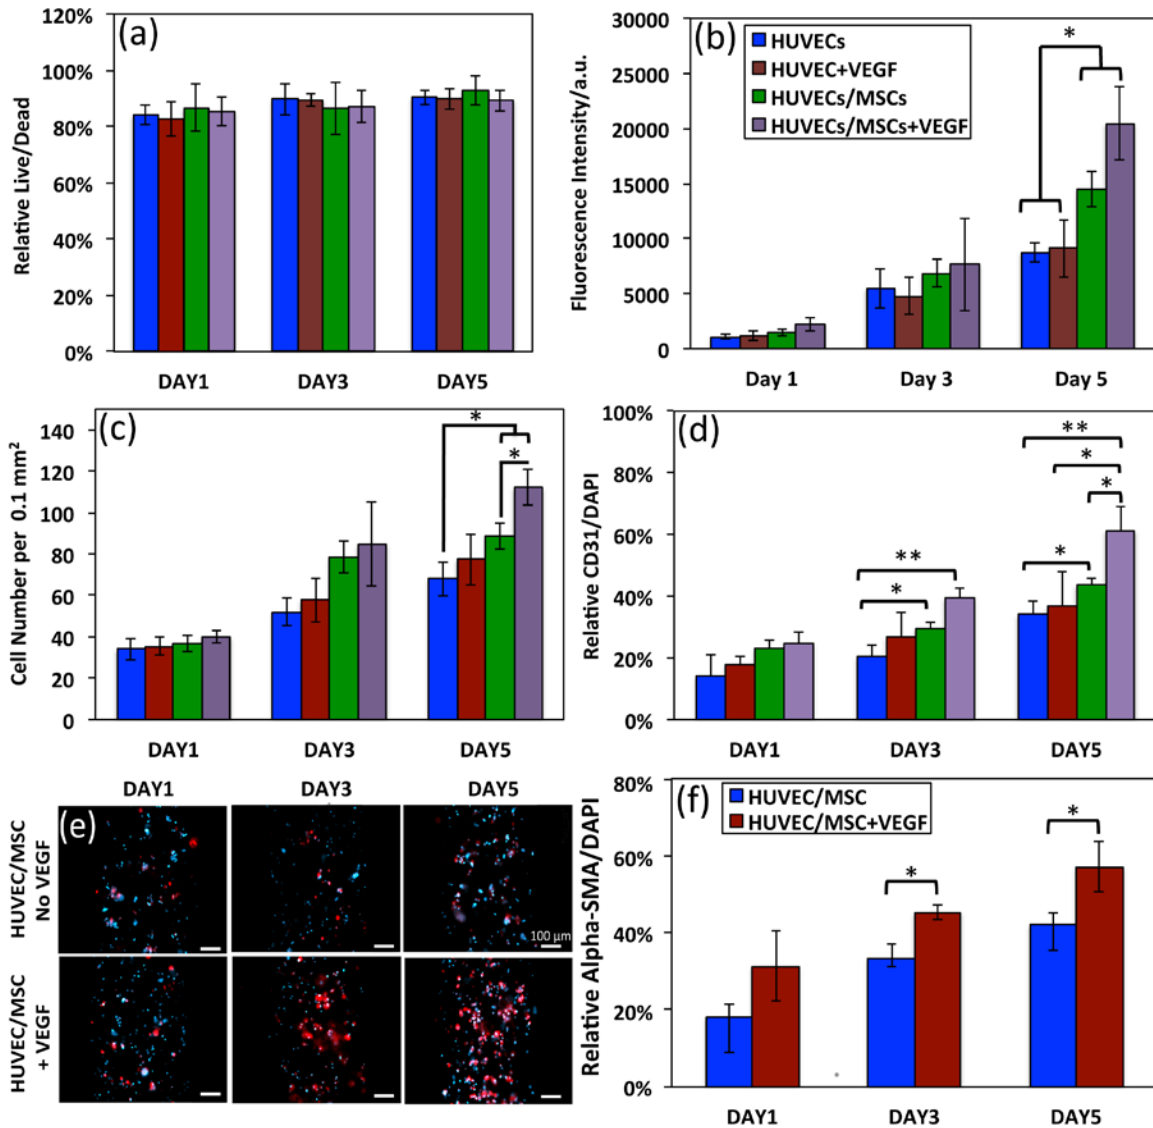 (a)
Relative Live/Dead
120%
100%
80%
60%
40%
20%
0%
DAY1 DAY3 DAY5
(b)
Fluorescence Intensity/a.u.
30000
25000
20000
15000
10000
5000
0
HUVECs
HUVEC+VEGF
HUVECs/MSCs
HUVECs/MSCs+VEGF
*
Day 1 Day 3 Day 5
(c)
Cell Number per 0.1 mm²
140
120
100
80
60
40
20
0
*
*
DAY1 DAY3 DAY5
(d)
Relative CD31/DAPI
100%
80%
60%
40%
20%
0%
**
*
**
*
*
*
DAY1 DAY3 DAY5
DAY1 DAY3 DAY5
(e)
HUVEC/MSC
No VEGF
100 µm
HUVEC/MSC
+ VEGF
(f)
Relative Alpha-SMA/DAPI
80%
60%
40%
20%
0%
HUVEC/MSC
HUVEC/MSC+VEGF
*
*
DAY1 DAY3 DAY5